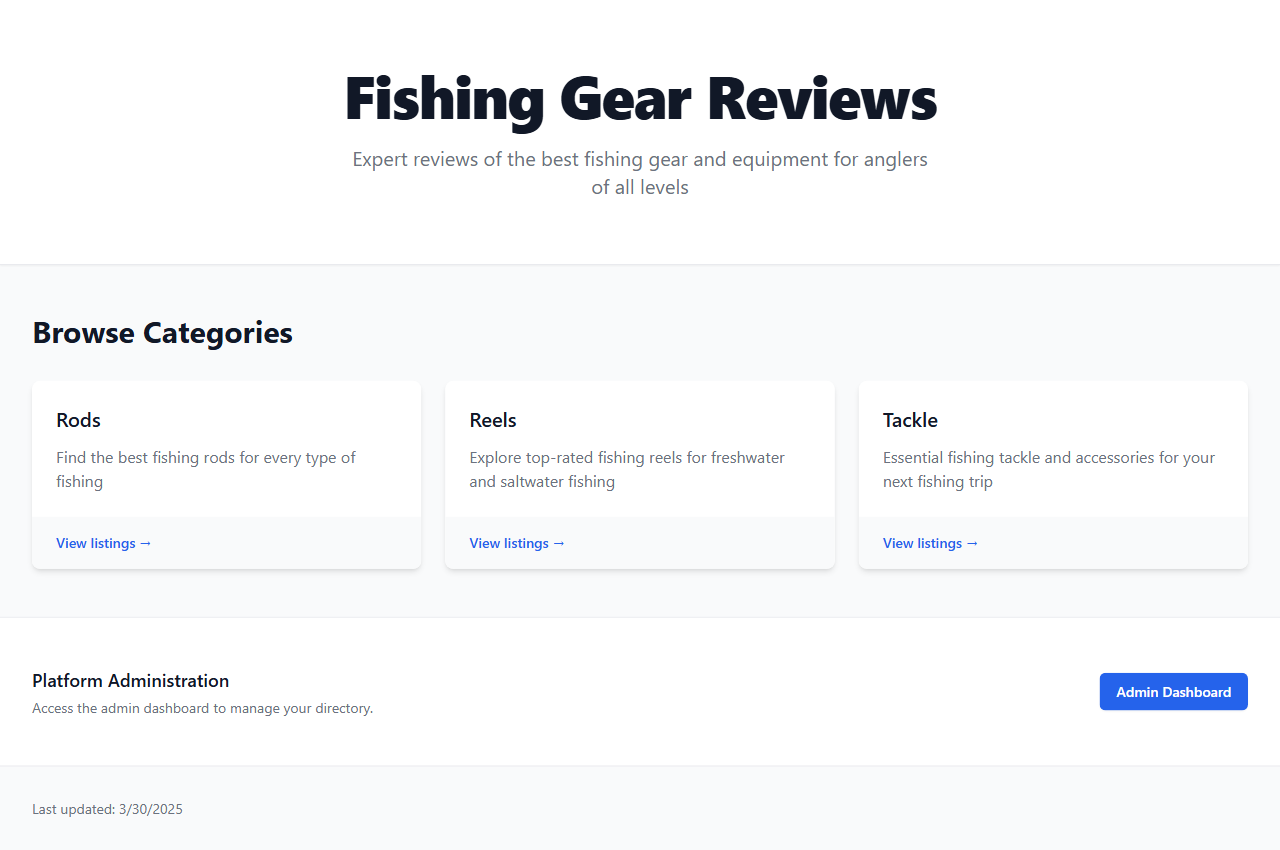 Fishing Gear Reviews
Expert reviews of the best fishing gear and equipment for anglers
of all levels
Browse Categories
Rods
Find the best fishing rods for every type of
fishing
View listings →
Reels
Explore top-rated fishing reels for freshwater
and saltwater fishing
View listings →
Tackle
Essential fishing tackle and accessories for your
next fishing trip
View listings →
Platform Administration
Access the admin dashboard to manage your directory.
Admin Dashboard
Last updated: 3/30/2025